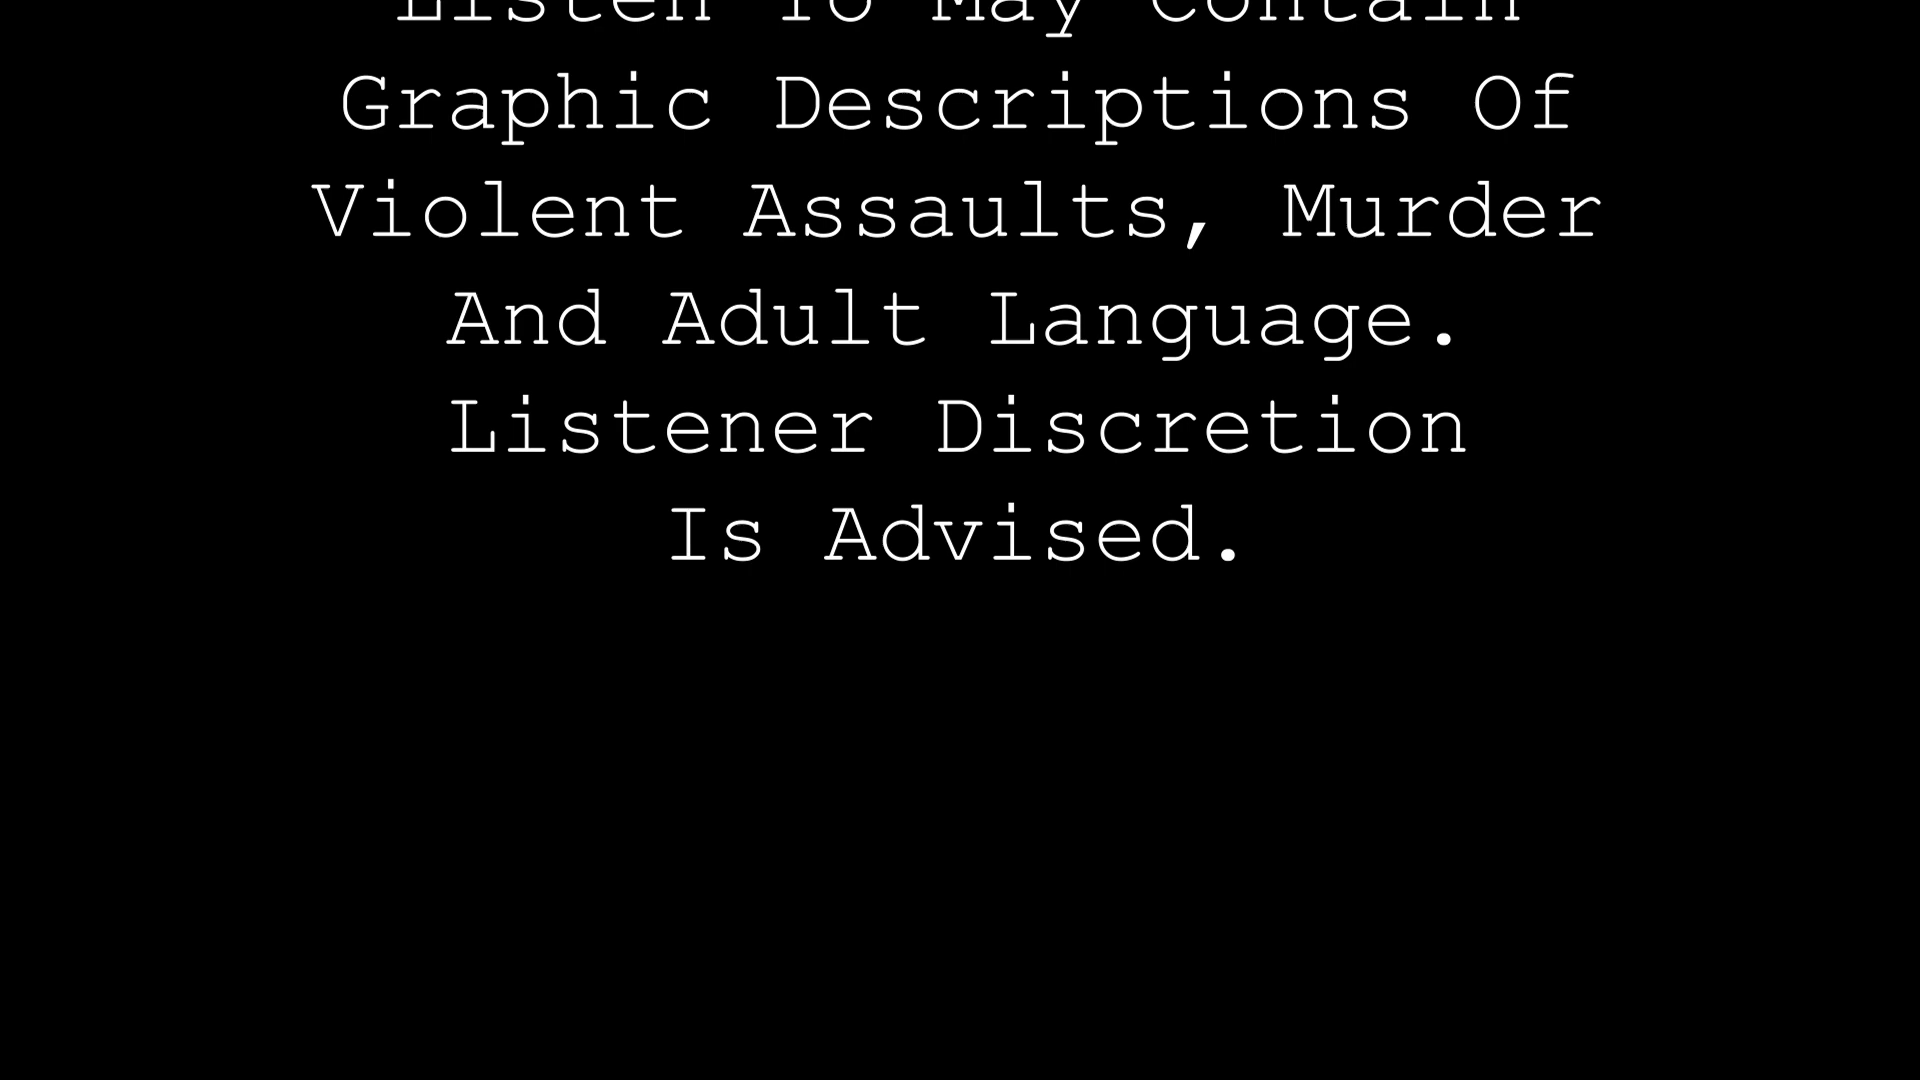 Listen To May Contain
Graphic Descriptions Of
Violent Assaults, Murder
And Adult Language.
Listener Discretion
Is Advised.